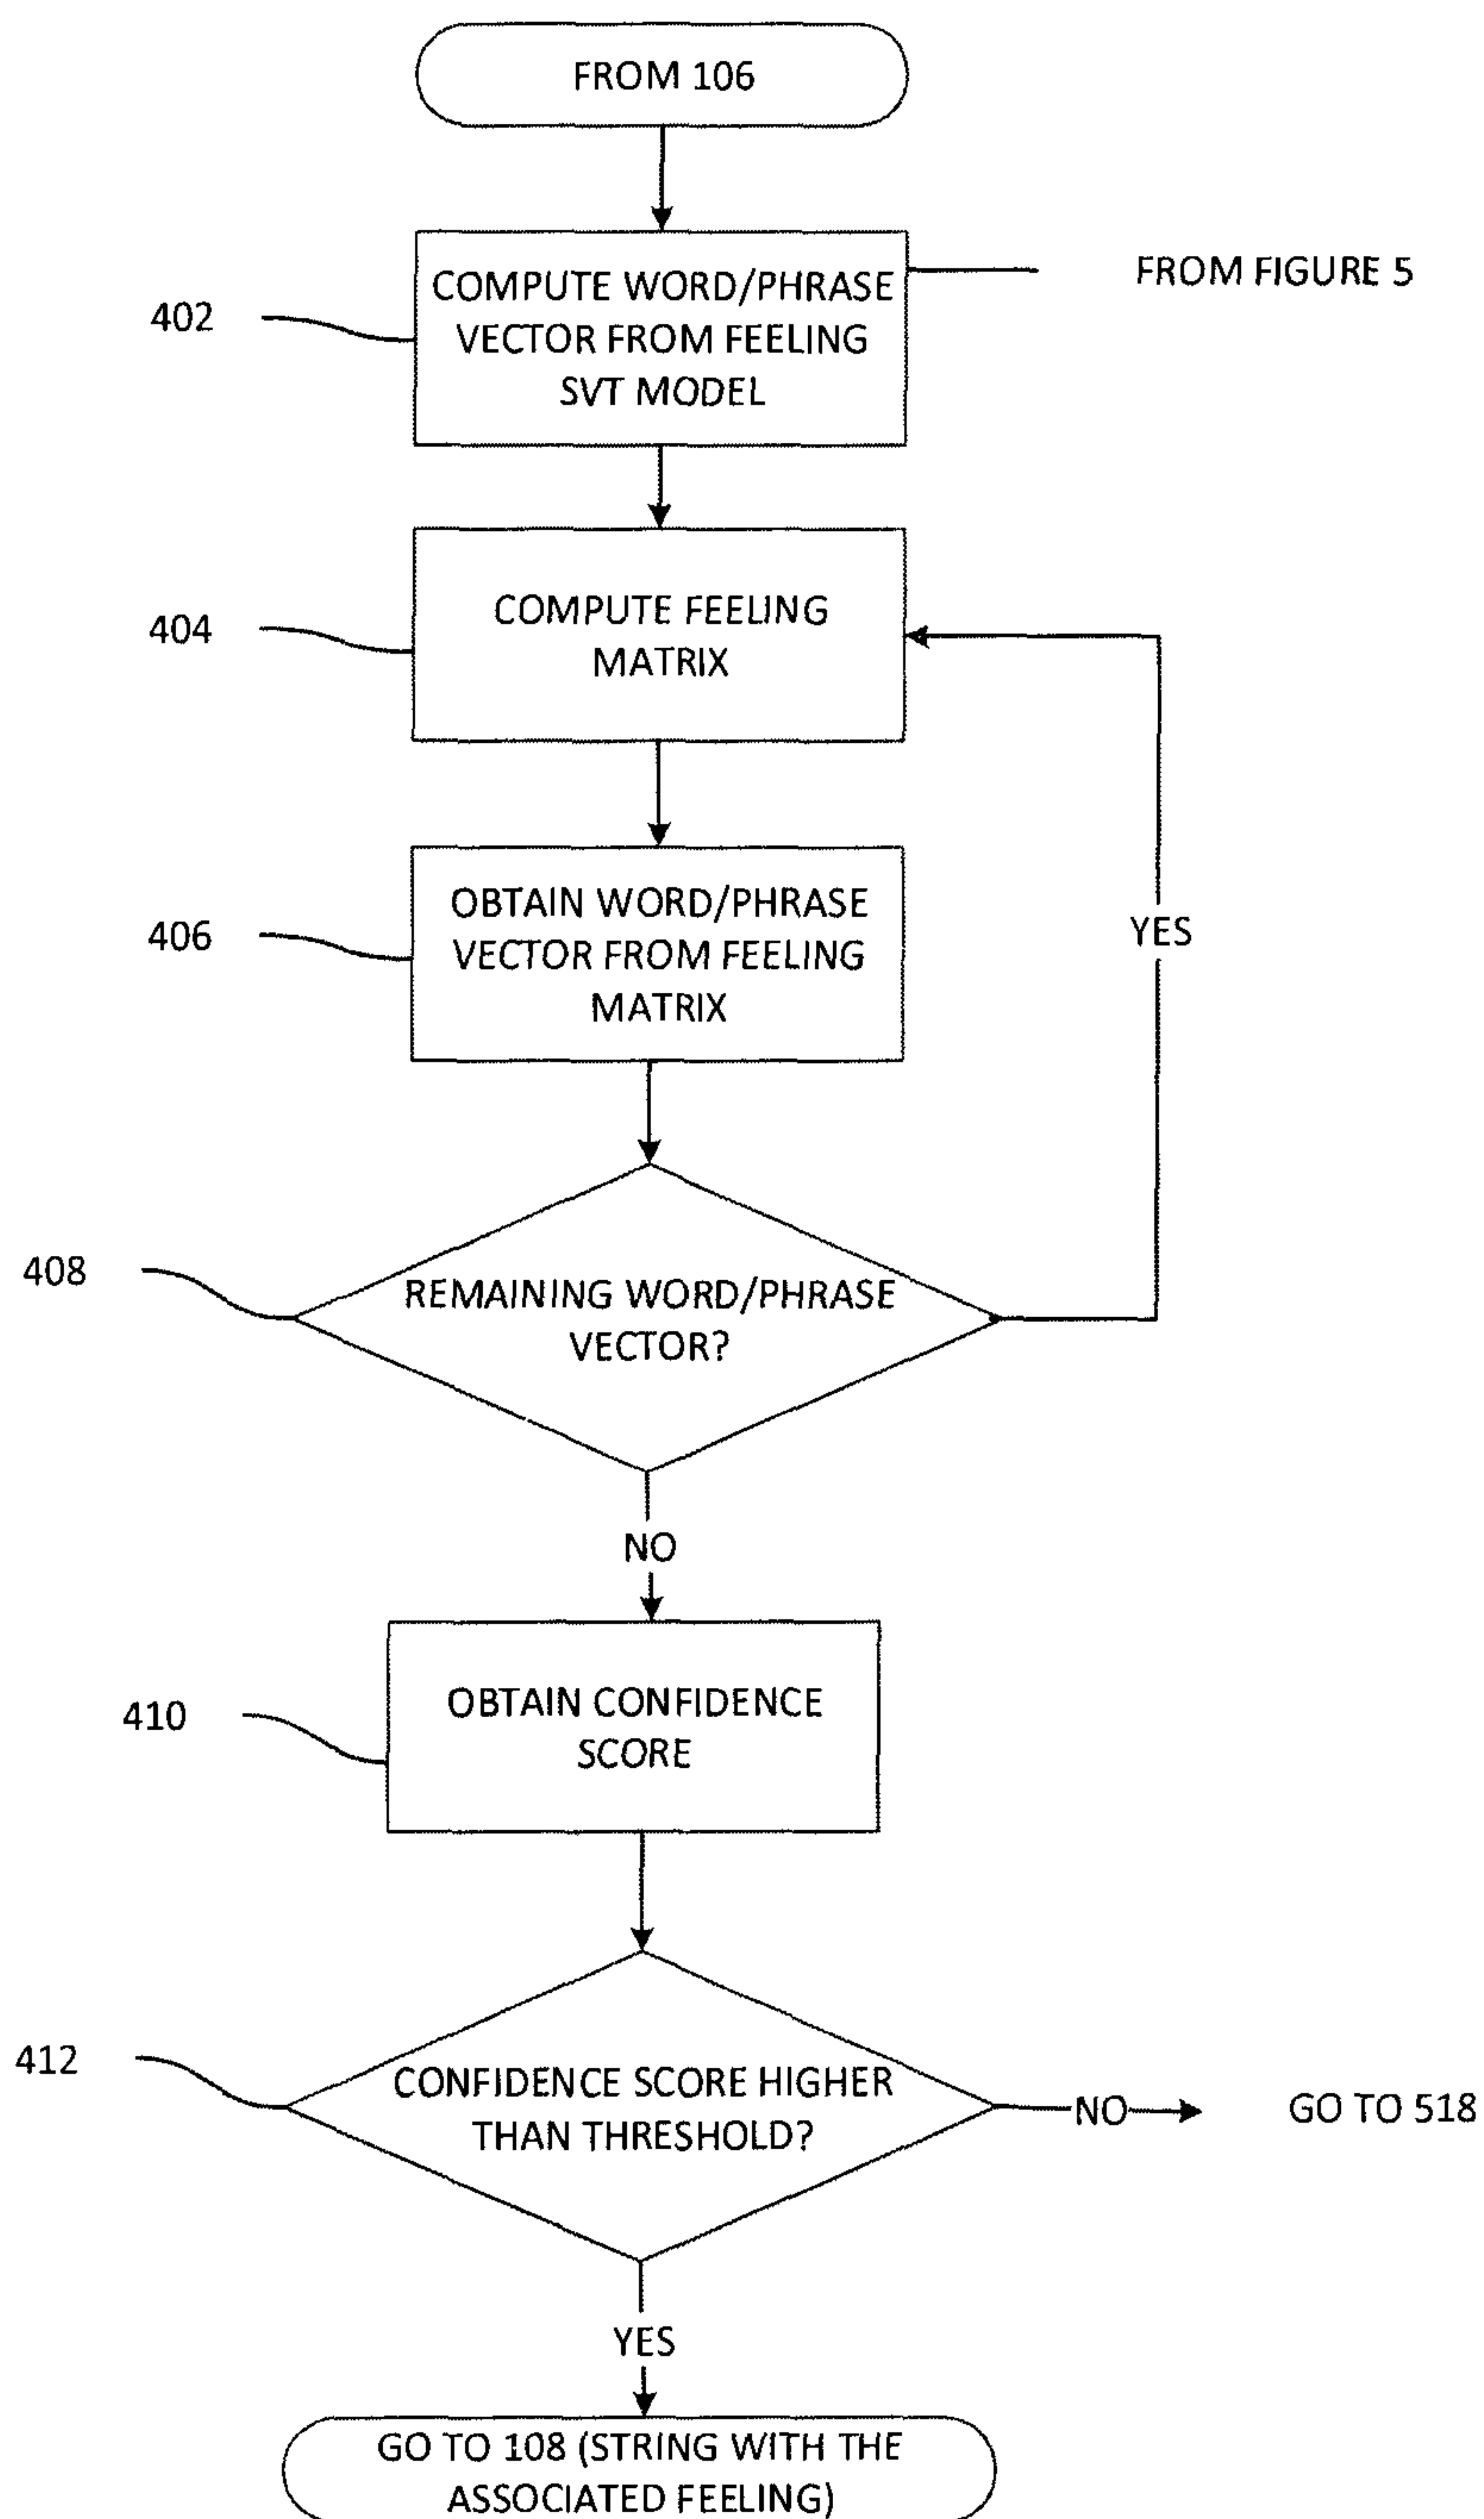 FROM 106
COMPUTE WORD/PHRASE
VECTOR FROM FEELING
SVT MODEL
FROM FIGURE 5
402
COMPUTE FEELING
MATRIX
404
OBTAIN WORD/PHRASE
VECTOR FROM FEELING
MATRIX
406
YES
REMAINING WORD/PHRASE
VECTOR?
408
NO
OBTAIN CONFIDENCE
SCORE
410
CONFIDENCE SCORE HIGHER
THAN THRESHOLD?
412
NO
GO TO 518
YES
GO TO 108 (STRING WITH THE
ASSOCIATED FEELING)